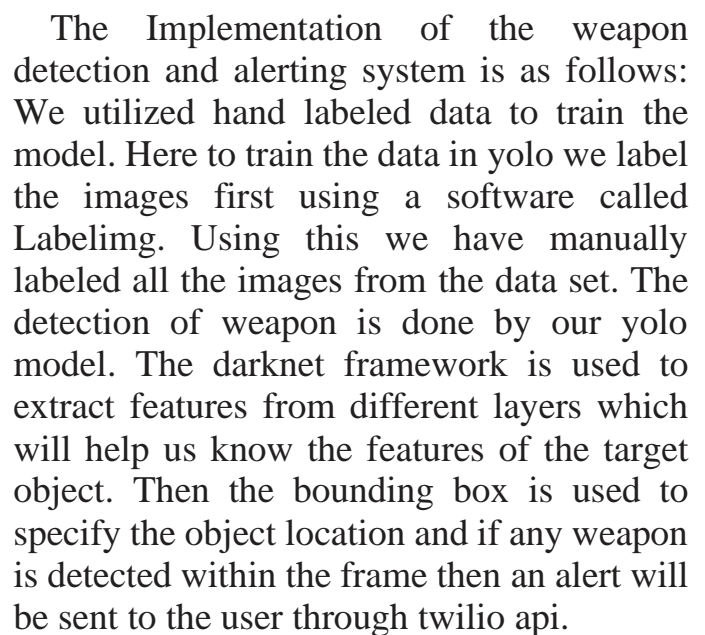 The Implementation of the weapon
detection and alerting system is as follows:
We utilized hand labeled data to train the
model. Here to train the data in yolo we label
the images first using a software called
Labelimg. Using this we have manually
labeled all the images from the data set. The
detection of weapon is done by our yolo
model. The darknet framework is used to
extract features from different layers which
will help us know the features of the target
object. Then the bounding box is used to
specify the object location and if any weapon
is detected within the frame then an alert will
be sent to the user through twilio api.